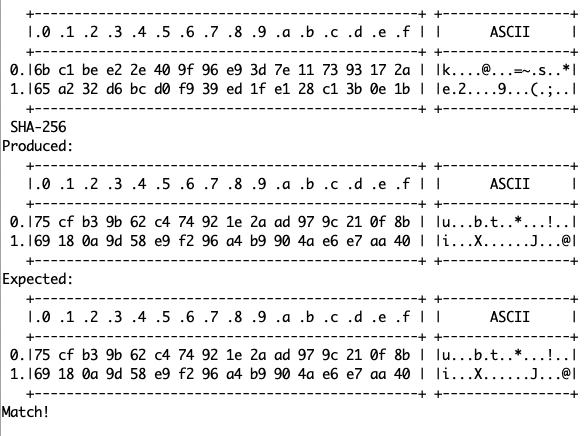 +------------------------------------------------+ +----------------+
|.0 .1 .2 .3 .4 .5 .6 .7 .8 .9 .a .b .c .d .e .f | |      ASCII     |
+------------------------------------------------+ +----------------+
0.|6b c1 be e2 2e 40 9f 96 e9 3d 7e 11 73 93 17 2a | |k....@...=~.s..*|
1.|65 a2 32 d6 bc d0 f9 39 ed 1f e1 28 c1 3b 0e 1b | |e.2....9...(.;..|
+------------------------------------------------+ +----------------+
SHA-256
Produced:
+------------------------------------------------+ +----------------+
|.0 .1 .2 .3 .4 .5 .6 .7 .8 .9 .a .b .c .d .e .f | |      ASCII     |
+------------------------------------------------+ +----------------+
0.|75 cf b3 9b 62 c4 74 92 1e 2a ad 97 9c 21 0f 8b | |u...b.t..*...!..|
1.|69 18 0a 9d 58 e9 f2 96 a4 b9 90 4a e6 e7 aa 40 | |i...X......J...@|
+------------------------------------------------+ +----------------+
Expected:
+------------------------------------------------+ +----------------+
|.0 .1 .2 .3 .4 .5 .6 .7 .8 .9 .a .b .c .d .e .f | |      ASCII     |
+------------------------------------------------+ +----------------+
0.|75 cf b3 9b 62 c4 74 92 1e 2a ad 97 9c 21 0f 8b | |u...b.t..*...!..|
1.|69 18 0a 9d 58 e9 f2 96 a4 b9 90 4a e6 e7 aa 40 | |i...X......J...@|
+------------------------------------------------+ +----------------+
Match!